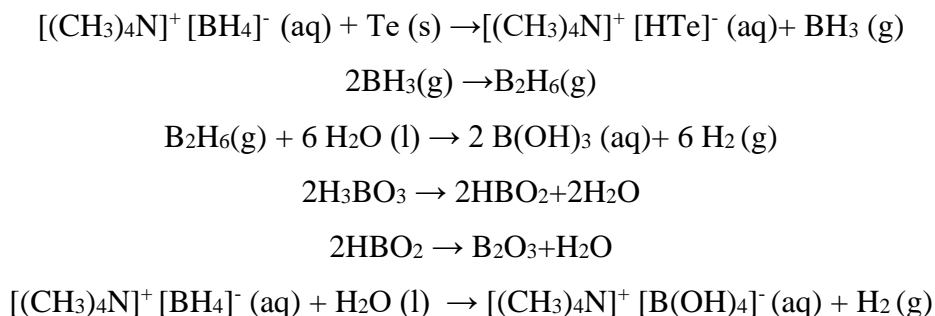 [(CH₃)4N]⁺ [BH₄]⁻ (aq) + Te (s) →[(CH₃)4N]⁺ [HTe]⁻ (aq)+ BH₃ (g)
2BH₃(g) →B₂H₆(g)
B₂H₆(g) + 6 H₂O (l) → 2 B(OH)₃ (aq)+ 6 H₂ (g)
2H₃BO₃ → 2HBO₂+2H₂O
2HBO₂ → B₂O₃+H₂O
[(CH₃)4N]⁺ [BH₄]⁻ (aq) + H₂O (l) → [(CH₃)4N]⁺ [B(OH)₄]⁻ (aq) + H₂ (g)